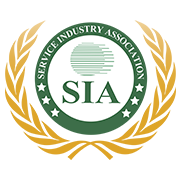 SERVICE INDUSTRY ASSOCIATION
SIA